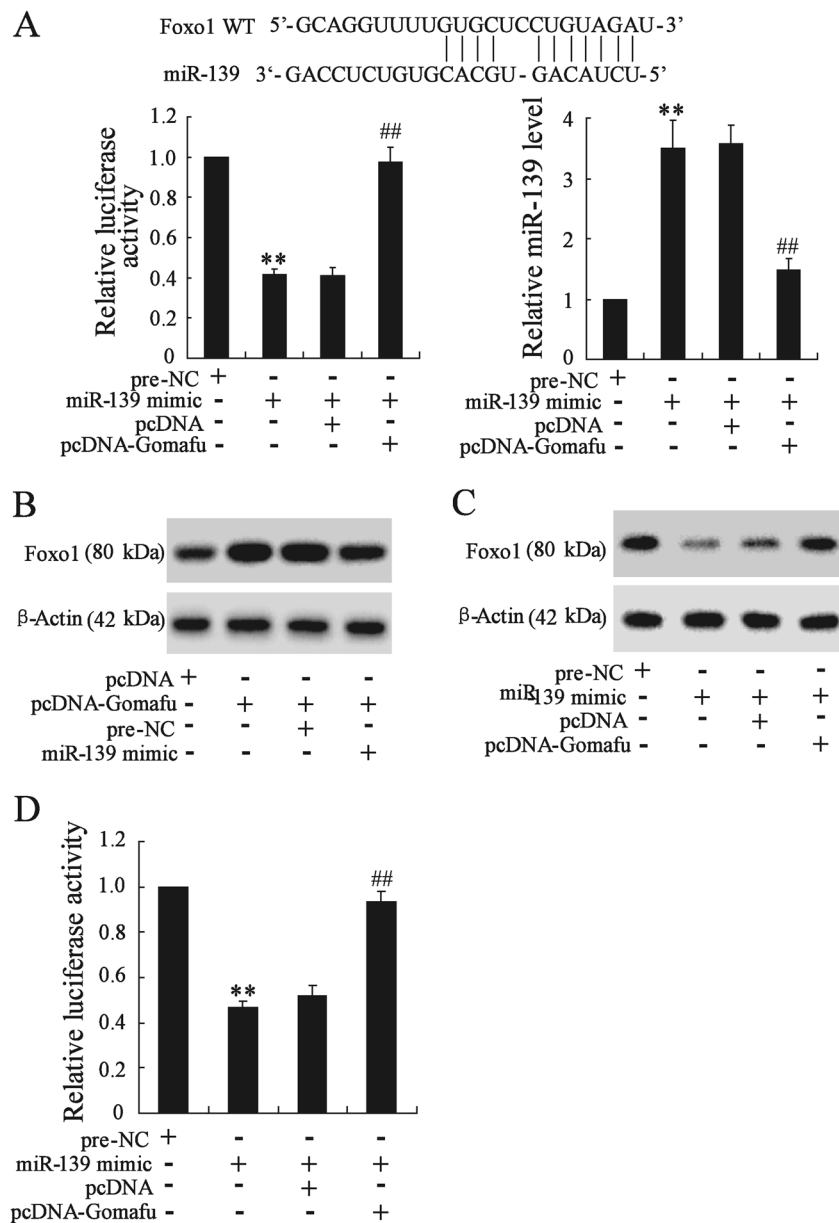 A
Foxo1 WT 5'-GCAGGUUUUGUGCUCCUGUAGAU-3'
miR-139 3'-GACCUCUGUGCACGU-GACAUCU-5'
Relative luciferase
activity
1.2
1.0
0.8
0.6
0.4
0.2
0
**
##
pre-NC + - - -
miR-139 mimic - + + +
pcDNA - - + -
pcDNA-Gomafu - - - +
Relative miR-139 level
4
3
2
1
0
**
##
pre-NC + - - -
miR-139 mimic - + + +
pcDNA - - + -
pcDNA-Gomafu - - - +
B
Foxo1 (80 kDa)
β-Actin (42 kDa)
pcDNA + - - -
pcDNA-Gomafu - + + +
pre-NC - - + -
miR-139 mimic - - - +
C
Foxo1 (80 kDa)
β-Actin (42 kDa)
pre-NC + - - -
miR-139 mimic - + + +
pcDNA - - + -
pcDNA-Gomafu - - - +
D
Relative luciferase activity
1.2
1.0
0.8
0.6
0.4
0.2
0
**
##
pre-NC + - - -
miR-139 mimic - + + +
pcDNA - - + -
pcDNA-Gomafu - - - +